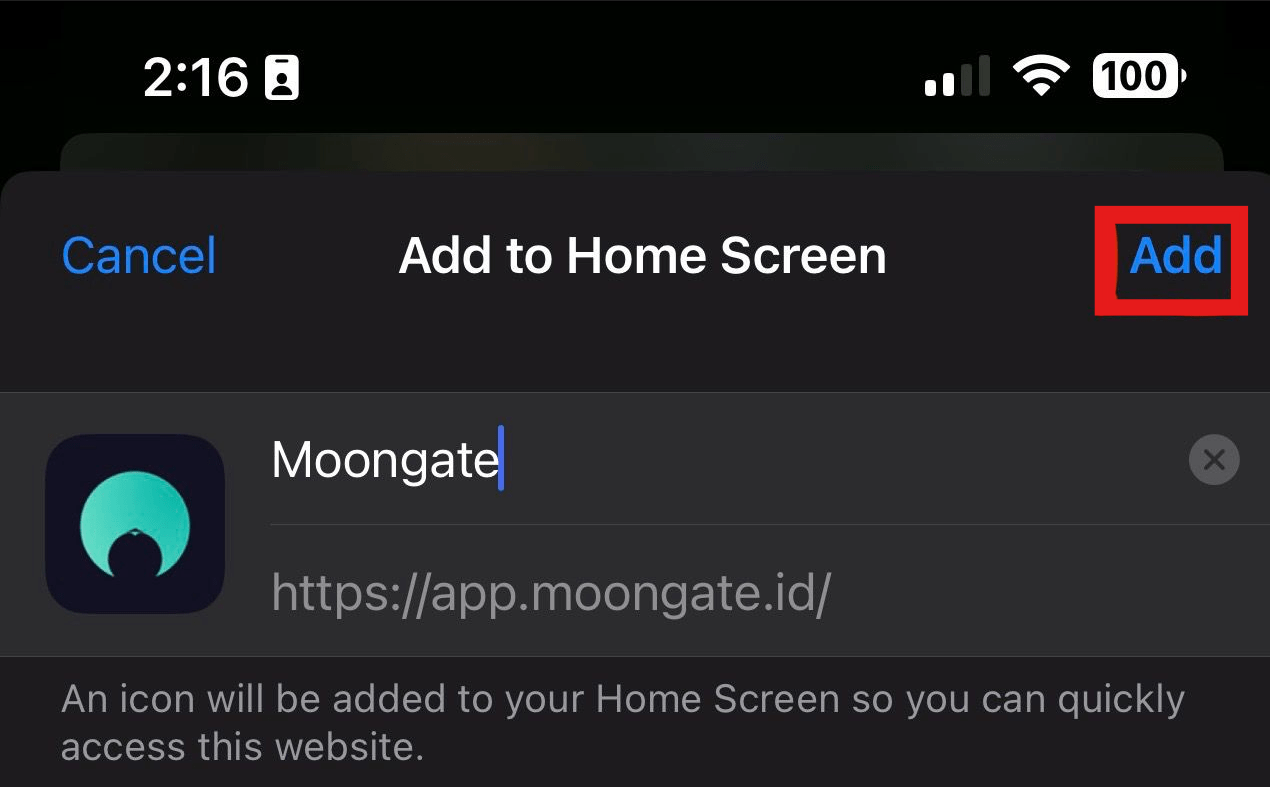 2:16
100
Cancel
Add to Home Screen
Add
Moongate
https://app.moongate.id/
An icon will be added to your Home Screen so you can quickly
access this website.